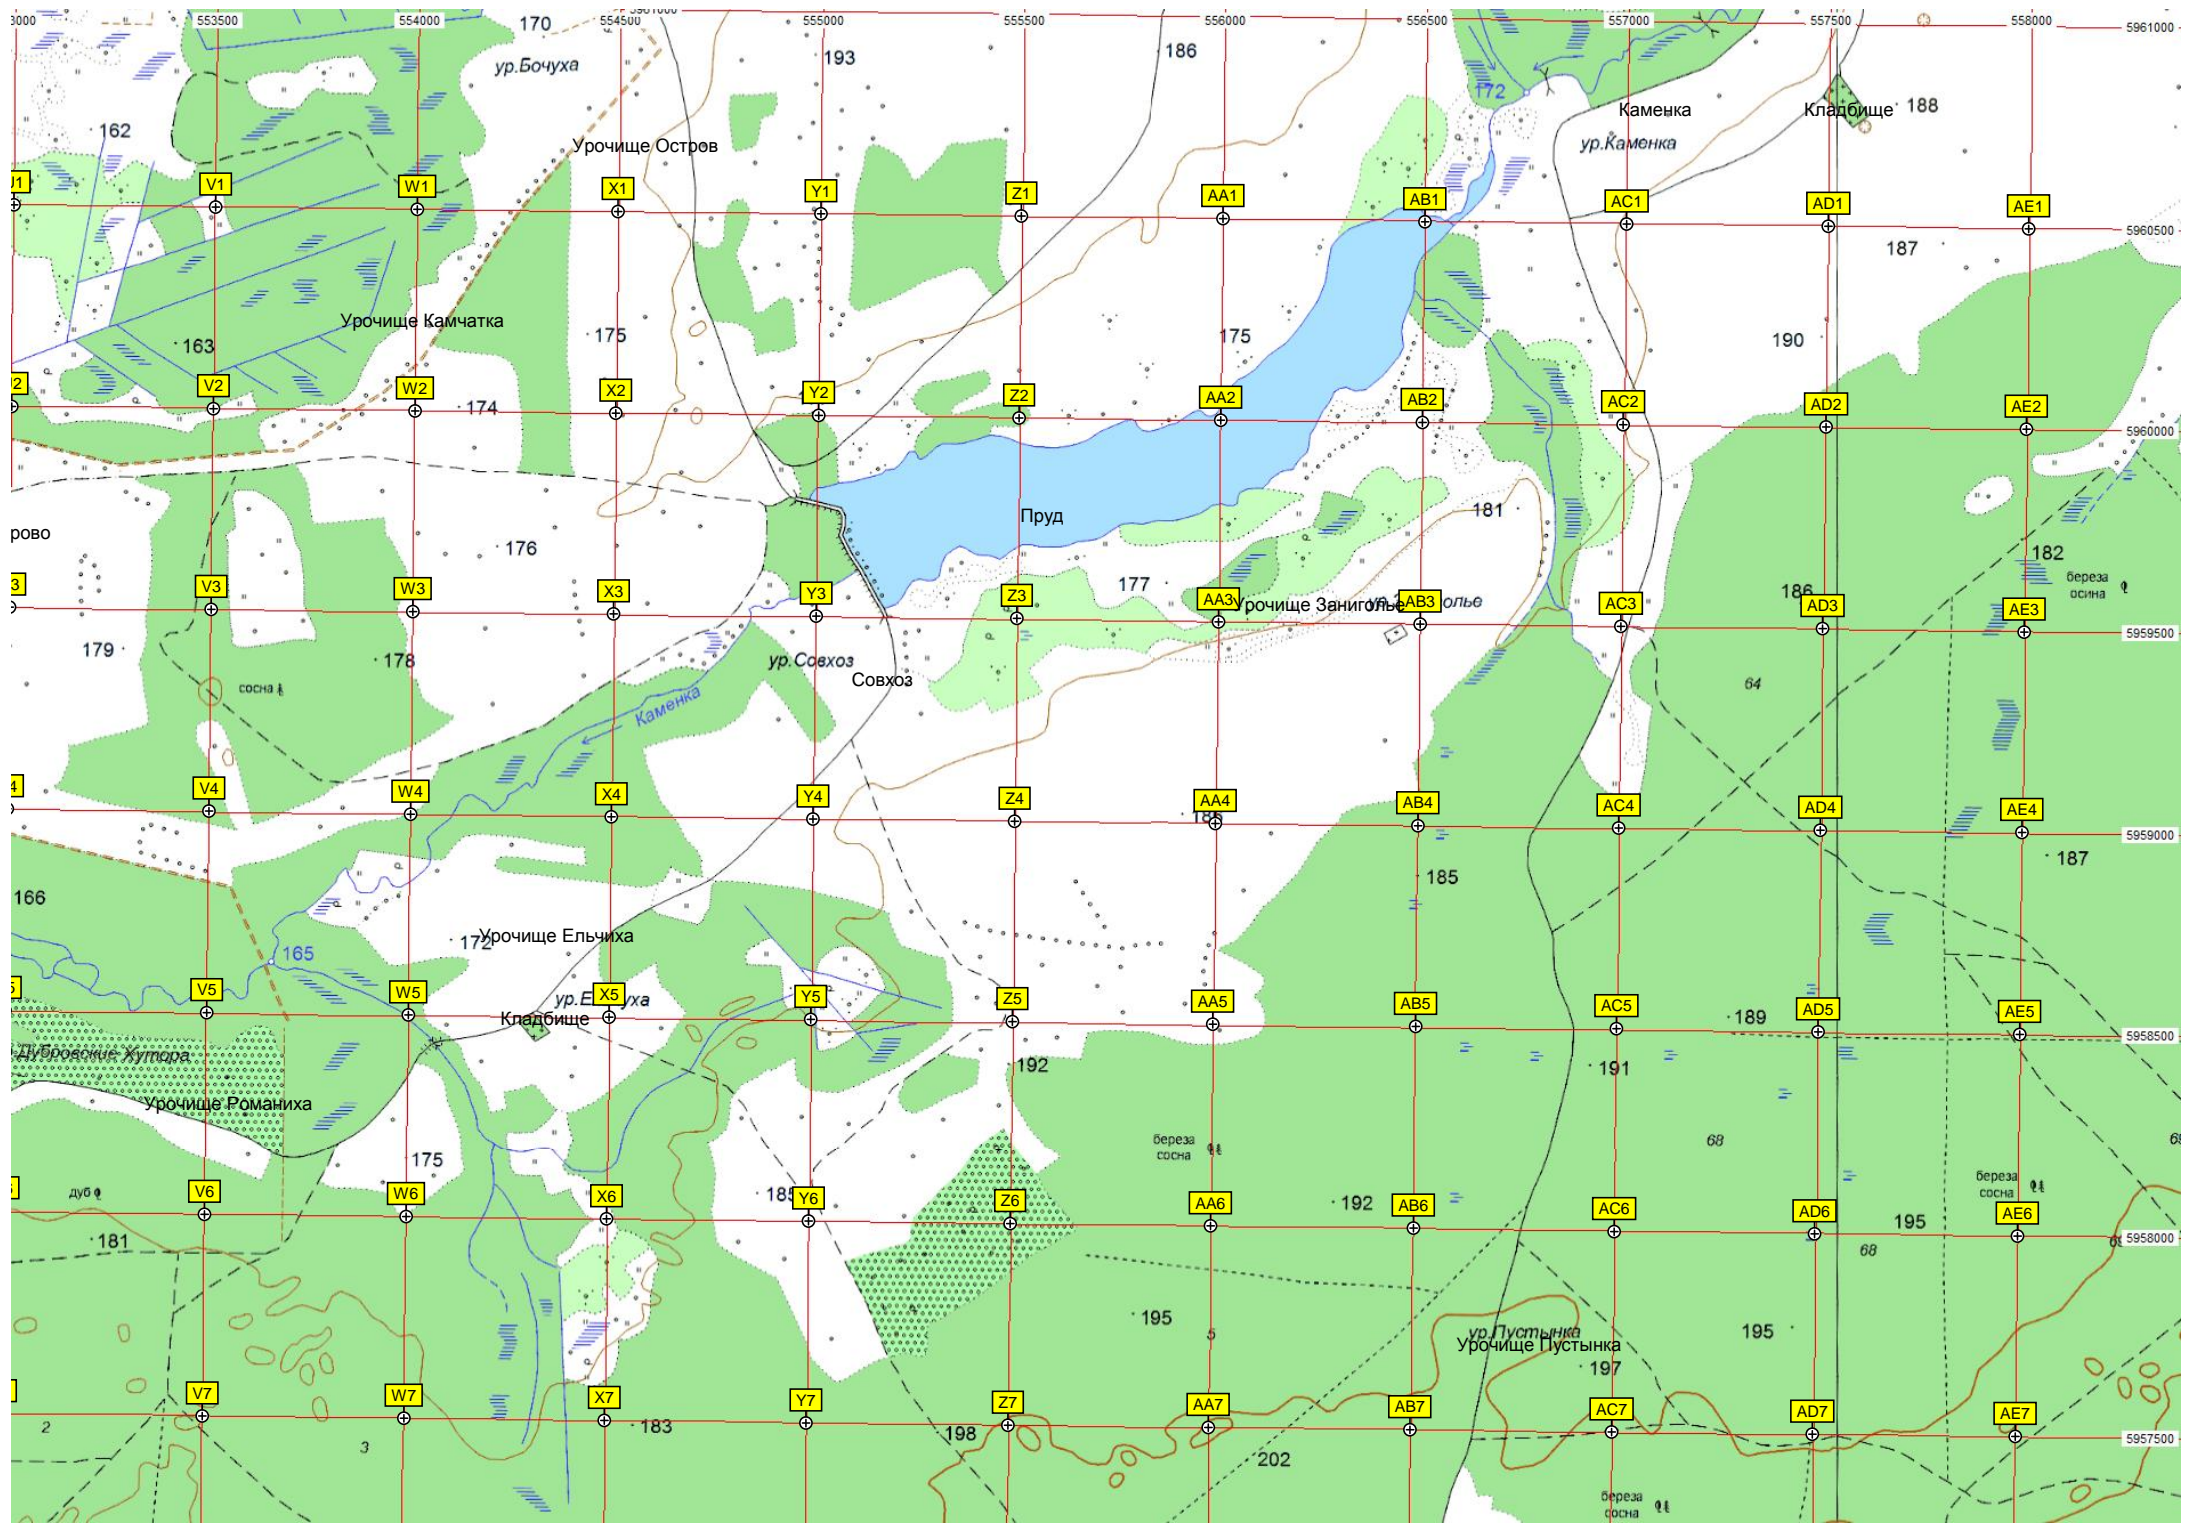 553500
554000
554500
555000
555500
556000
556500
557000
557500
558000
5961000
170
ур.Бочуха
193
186
172
Каменка
Кладбище
188
162
Урочище Остров
ур.Каменка
V1
W1
X1
Y1
Z1
AA1
AB1
AC1
AD1
AE1
5960500
187
Урочище Камчатка
163
175
175
190
V2
W2
X2
Y2
Z2
AA2
AB2
AC2
AD2
AE2
174
5960000
рово
176
Пруд
181
182
береза
осина
177
186
V3
W3
X3
Y3
Z3
AA3
Урочище Заниголье
AB3
AC3
AD3
AE3
5959500
179
178
ур.Совхоз
Совхоз
сосна
Каменка
64
V4
W4
X4
Y4
Z4
AA4
AB4
AC4
AD4
AE4
5959000
187
166
185
165
172
Урочище Ельчиха
V5
W5
X5
Y5
Z5
AA5
AB5
AC5
AD5
AE5
Кладбище
189
5958500
Дубровские Хутора
192
191
Урочище Романиха
175
береза
сосна
68
береза
сосна
дуб
185
192
195
V6
W6
X6
Y6
Z6
AA6
AB6
AC6
AD6
AE6
181
68
5958000
195
5
ур.Пустынка
Урочище Пустынка
195
197
V7
W7
X7
Y7
Z7
AA7
AB7
AC7
AD7
AE7
2
3
183
198
202
5957500
береза
сосна